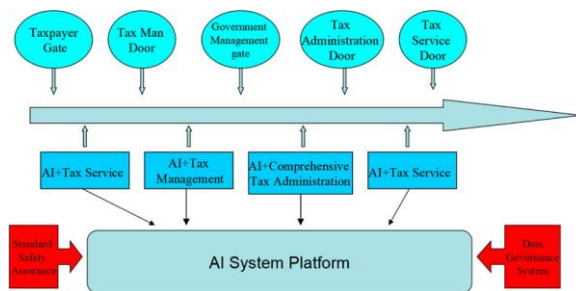 Taxpayer
Gate
Tax Man
Door
Government
Management
gate
Tax
Administration
Door
Tax
Service
Door
AI+Tax Service
AI+Tax
Management
AI+Comprehensive
Tax Administration
AI+Tax Service
Standard
Safety
Assurance
AI System Platform
Data
Governance
System